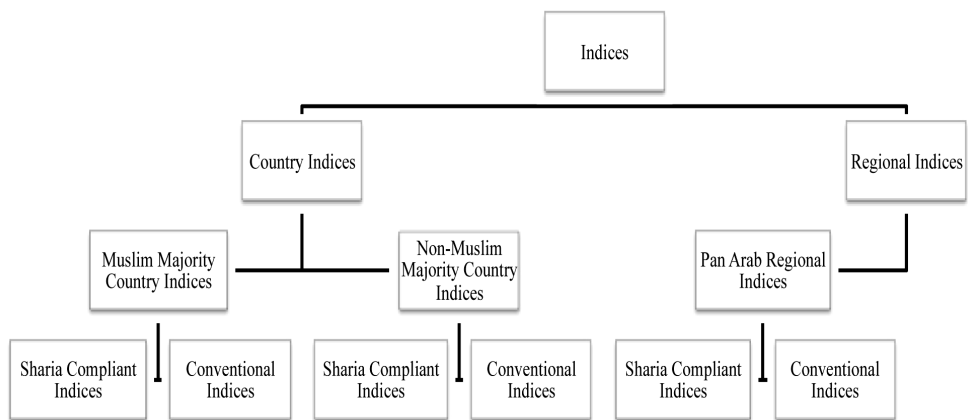 Indices
Country Indices
Regional Indices
Muslim Majority
Country Indices
Non-Muslim
Majority Country
Indices
Pan Arab Regional
Indices
Sharia Compliant
Indices
Conventional
Indices
Sharia Compliant
Indices
Conventional
Indices
Sharia Compliant
Indices
Conventional
Indices